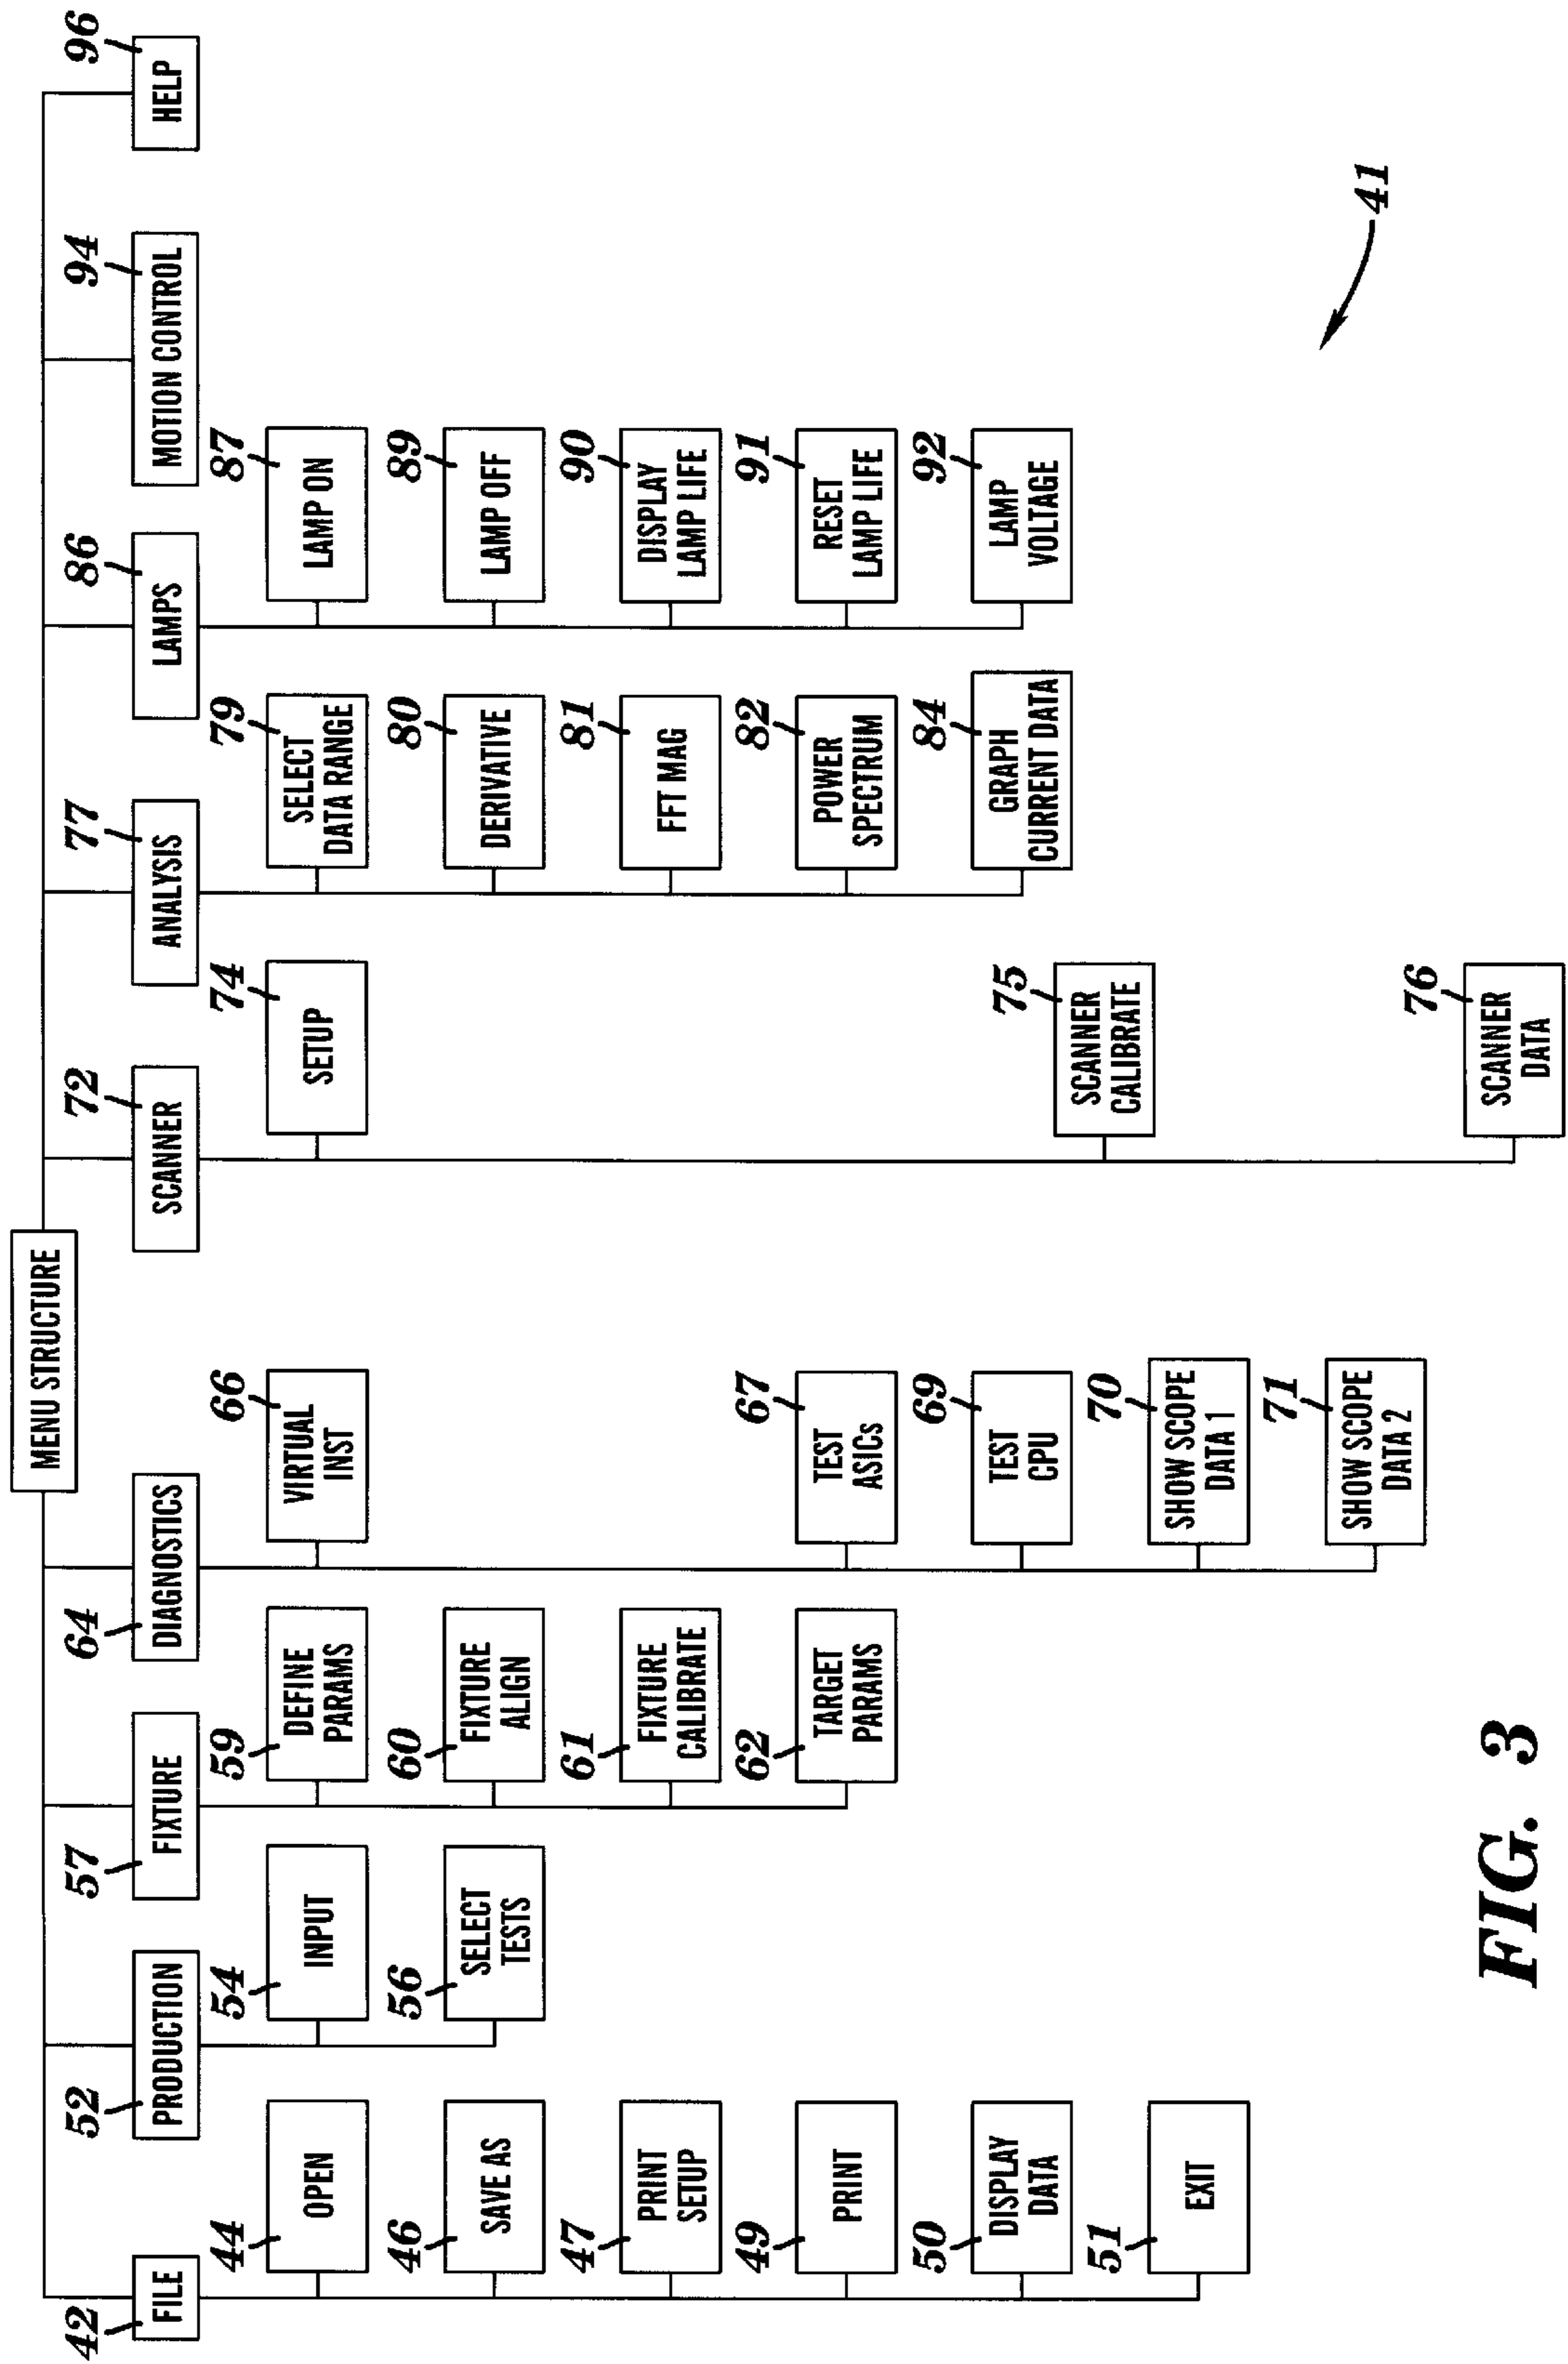 MENU STRUCTURE
42
FILE
44
OPEN
46
SAVE AS
47
PRINT
SETUP
49
PRINT
50
DISPLAY
DATA
51
EXIT
52
PRODUCTION
54
INPUT
56
SELECT
TESTS
57
FIXTURE
59
DEFINE
PARAMS
60
FIXTURE
ALIGN
61
FIXTURE
CALIBRATE
62
TARGET
PARAMS
64
DIAGNOSTICS
66
VIRTUAL
INST
67
TEST
ASICs
69
TEST
CPU
70
SHOW SCOPE
DATA 1
71
SHOW SCOPE
DATA 2
72
SCANNER
74
SETUP
75
SCANNER
CALIBRATE
76
SCANNER
DATA
77
ANALYSIS
79
SELECT
DATA RANGE
80
DERIVATIVE
81
FFT MAG
82
POWER
SPECTRUM
84
GRAPH
CURRENT DATA
86
LAMPS
87
LAMP ON
89
LAMP OFF
90
DISPLAY
LAMP LIFE
91
RESET
LAMP LIFE
92
LAMP
VOLTAGE
94
MOTION CONTROL
96
HELP
41
FIG. 3